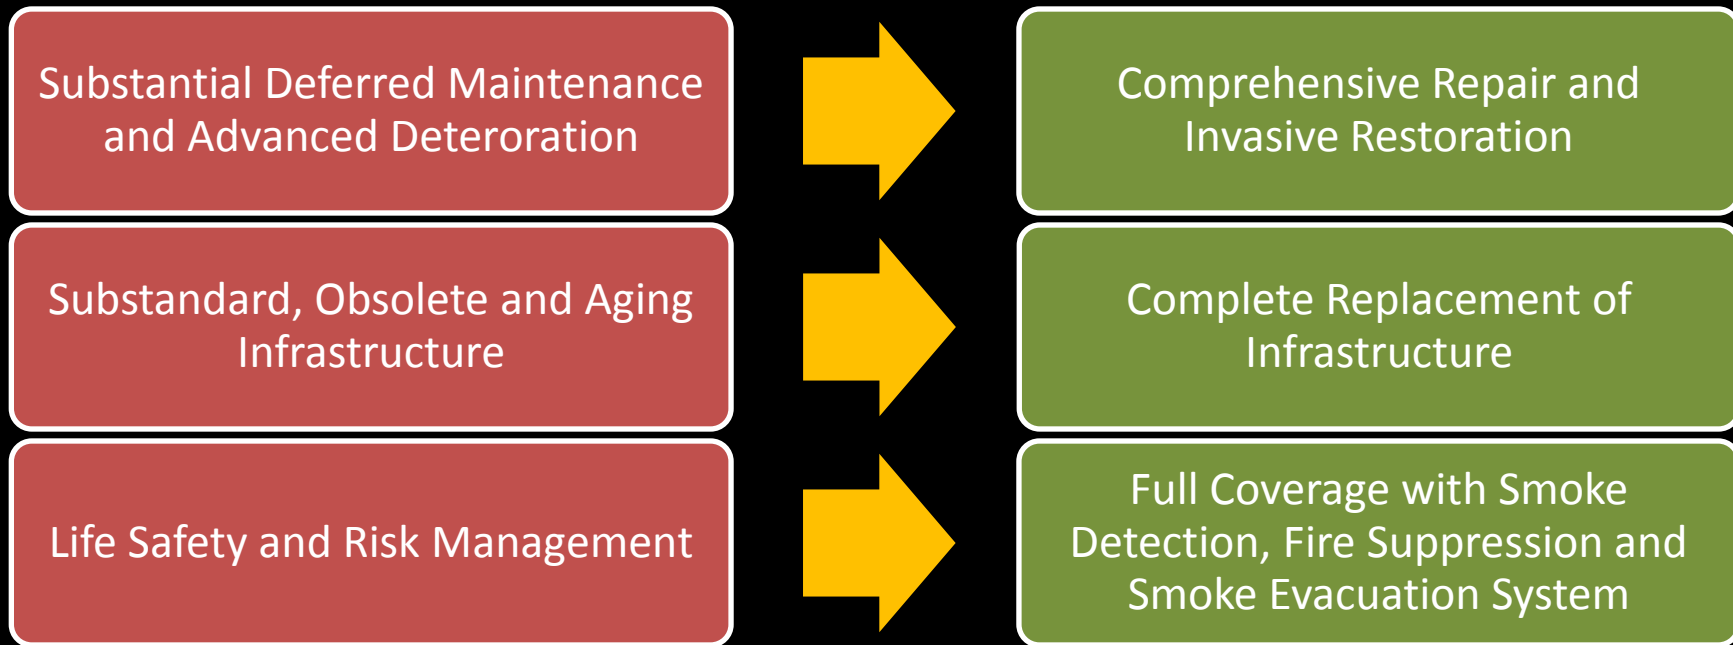 Substantial Deferred Maintenance
and Advanced Deteroration
Comprehensive Repair and
Invasive Restoration
Substandard, Obsolete and Aging
Infrastructure
Complete Replacement of
Infrastructure
Life Safety and Risk Management
Full Coverage with Smoke
Detection, Fire Suppression and
Smoke Evacuation System